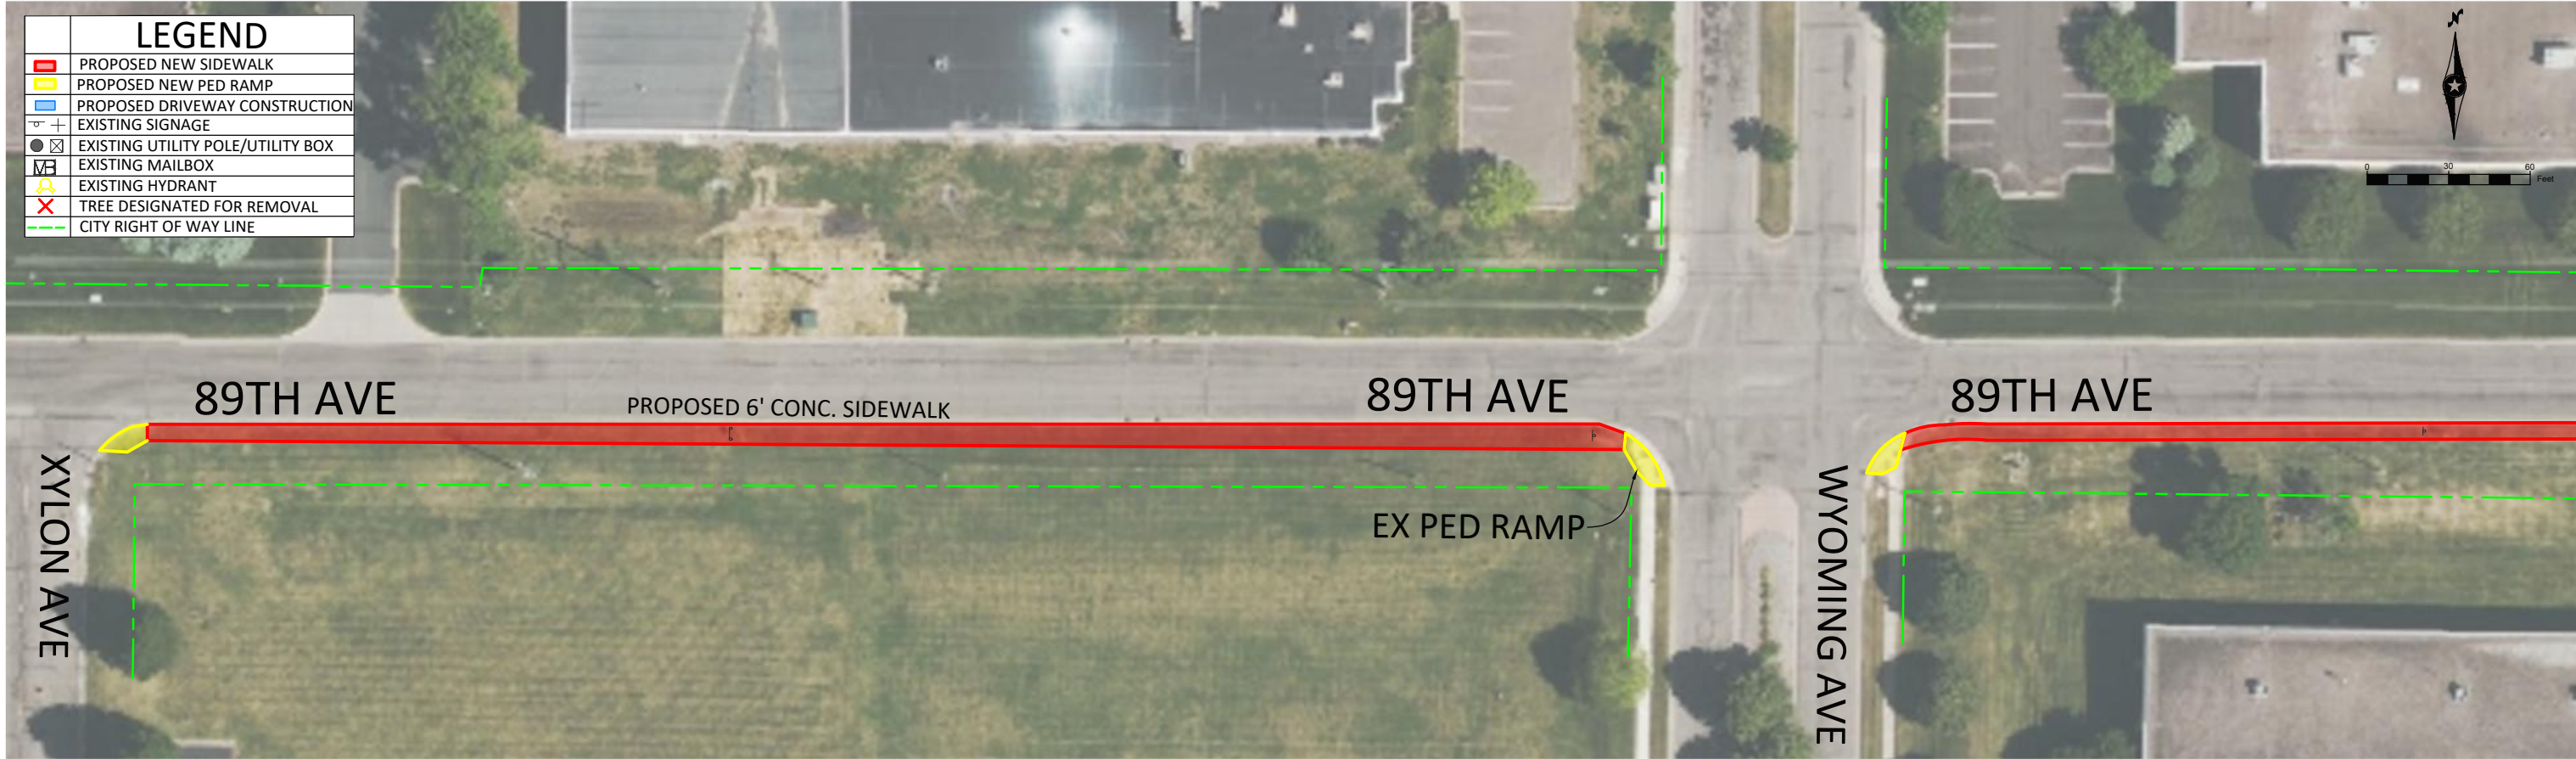 LEGEND
PROPOSED NEW SIDEWALK
PROPOSED NEW PED RAMP
PROPOSED DRIVEWAY CONSTRUCTION
EXISTING SIGNAGE
EXISTING UTILITY POLE/UTILITY BOX
MB EXISTING MAILBOX
EXISTING HYDRANT
TREE DESIGNATED FOR REMOVAL
CITY RIGHT OF WAY LINE
N
0 30 60
Feet
89TH AVE
PROPOSED 6' CONC. SIDEWALK
89TH AVE
89TH AVE
XYLON AVE
EX PED RAMP
WYOMING AVE